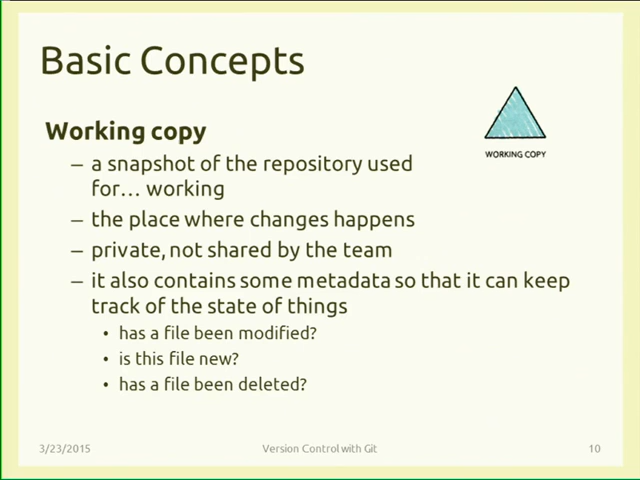 Basic Concepts
WORKING COPY
Working copy
– a snapshot of the repository used
for… working
– the place where changes happens
– private, not shared by the team
– it also contains some metadata so that it can keep
track of the state of things
• has a file been modified?
• is this file new?
• has a file been deleted?
3/23/2015
Version Control with Git
10